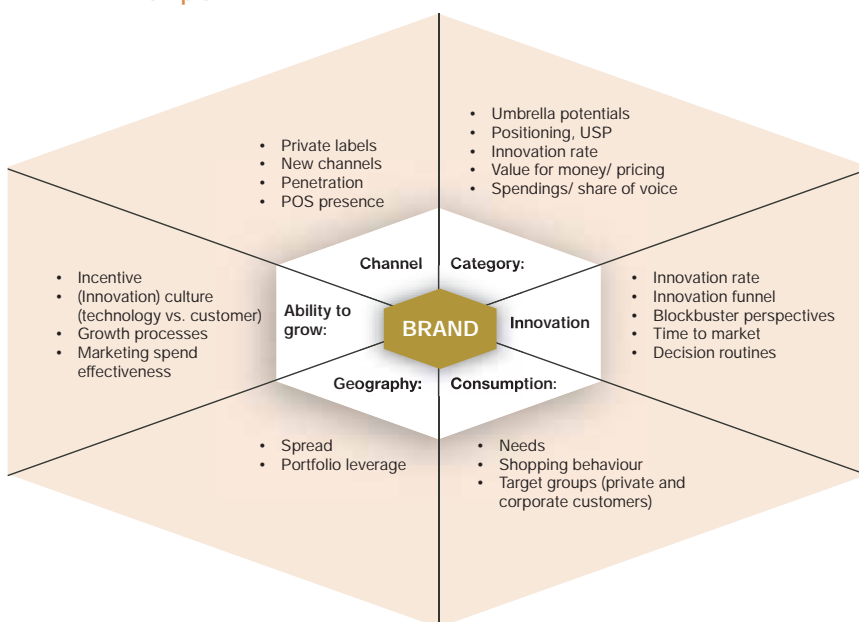 • Umbrella potentials
• Positioning, USP
• Innovation rate
• Value for money/ pricing
• Spendings/ share of voice
• Private labels
• New channels
• Penetration
• POS presence
Channel
Category:
• Incentive
• (Innovation) culture
(technology vs. customer)
• Growth processes
• Marketing spend
effectiveness
Ability to
grow:
BRAND
Innovation
• Innovation rate
• Innovation funnel
• Blockbuster perspectives
• Time to market
• Decision routines
Geography:
Consumption:
• Spread
• Portfolio leverage
• Needs
• Shopping behaviour
• Target groups (private and
corporate customers)